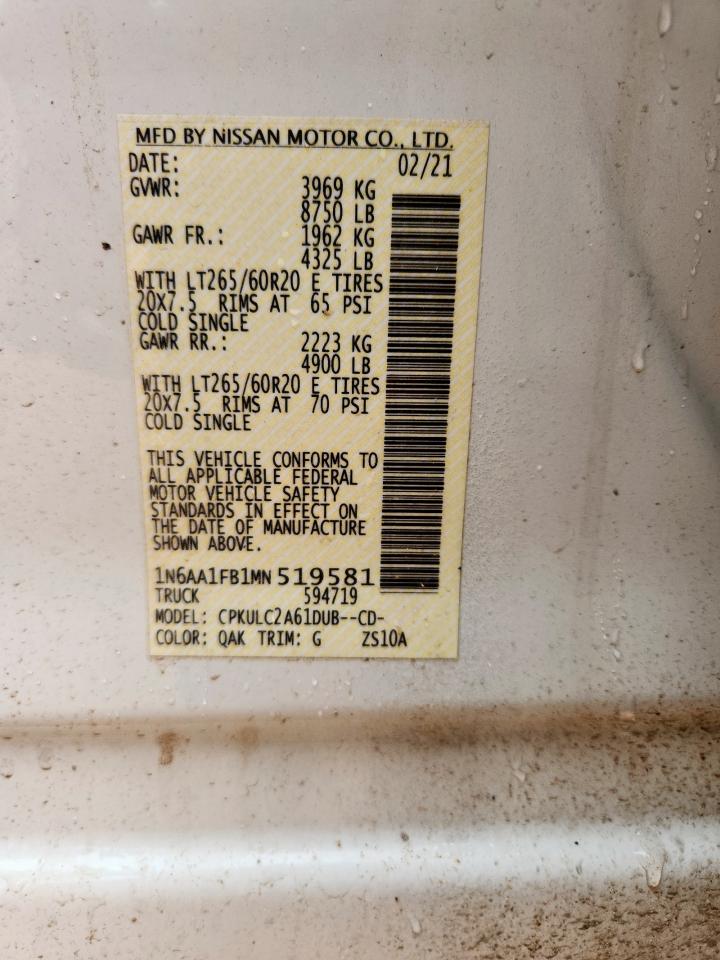 MFD BY NISSAN MOTOR CO., LTD.
DATE: 02/21
GVWR: 3969 KG
8750 LB
GAWR FR.: 1962 KG
4325 LB
WITH LT265/60R20 E TIRES
20X7.5 RIMS AT 65 PSI
COLD SINGLE
GAWR RR.: 2223 KG
4900 LB
WITH LT265/60R20 E TIRES
20X7.5 RIMS AT 70 PSI
COLD SINGLE
THIS VEHICLE CONFORMS TO
ALL APPLICABLE FEDERAL
MOTOR VEHICLE SAFETY
STANDARDS IN EFFECT ON
THE DATE OF MANUFACTURE
SHOWN ABOVE.
1N6AA1FB1MN519581
TRUCK 594719
MODEL: CPKULC2A61DUB--CD-
COLOR: QAK TRIM: G ZS10A